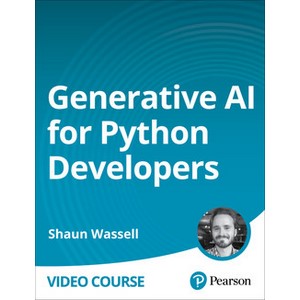 Generative AI
for Python
Developers
Shaun Wassell
VIDEO COURSE
Pearson